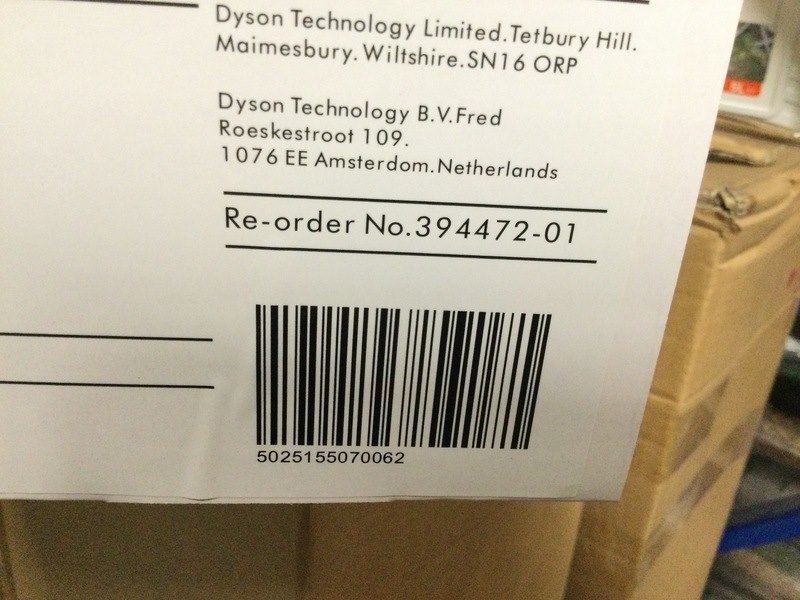 Dyson Technology Limited.Tetbury Hill.
Maimesbury.Wiltshire.SN16 ORP
Dyson Technology B.V.Fred
Roeskestroot 109.
1076 EE Amsterdom.Netherlands
Re-order No.394472-01
5025155070062